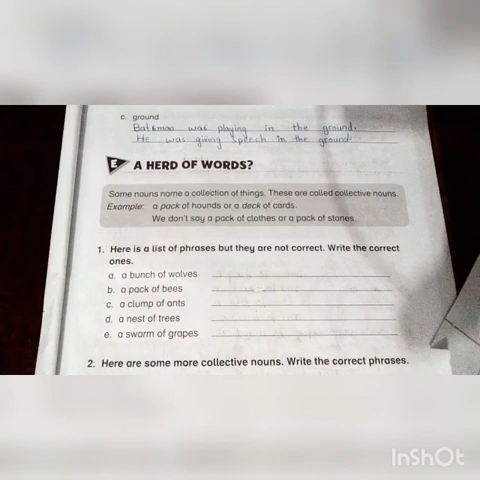 c. ground
was playing in the ground.
He was giving speech in the ground.
E A HERD OF WORDS?
Some nouns name a collection of things. These are called collective nouns.
Example: a pack of hounds or a deck of cards.
We don't say a pack of clothes or a pack of stones.
1. Here is a list of phrases but they are not correct. Write the correct
ones.
a. a bunch of wolves
b. a pack of bees
c. a clump of ants
d. a nest of trees
e. a swarm of grapes
2. Here are some more collective nouns. Write the correct phrases.
InShOt